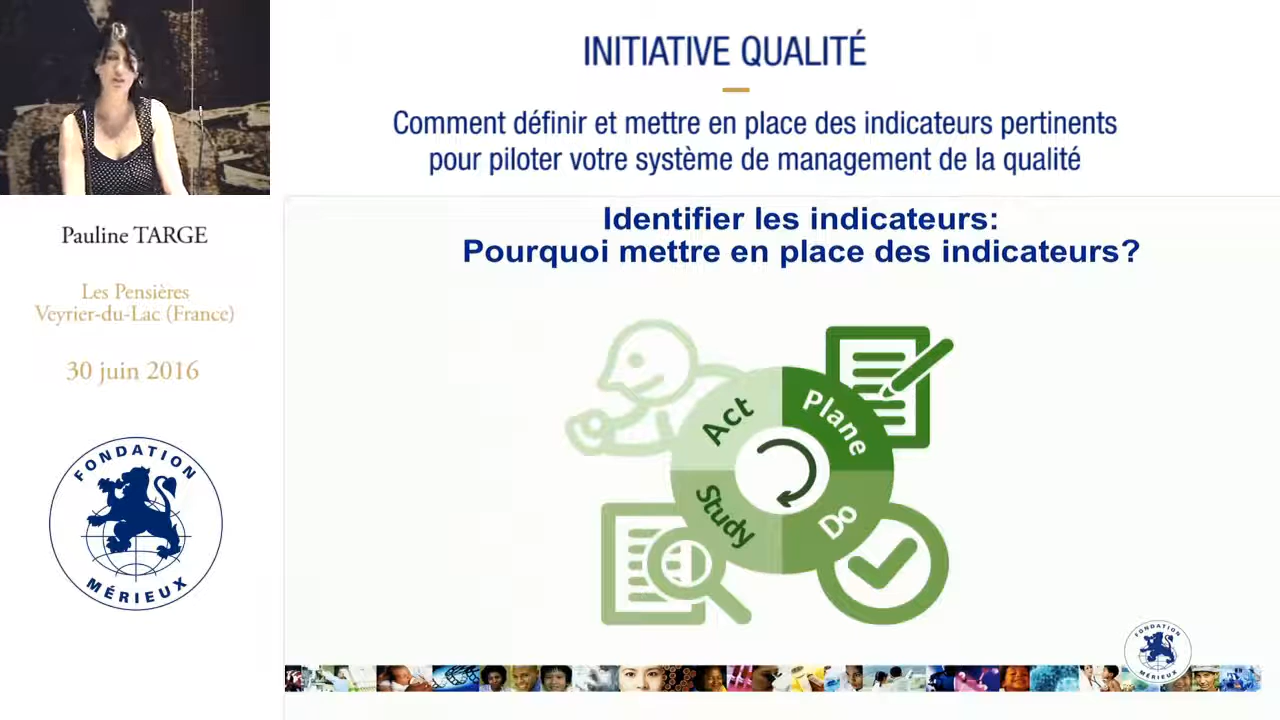 INITIATIVE QUALITÉ
Comment définir et mettre en place des indicateurs pertinents
pour piloter votre système de management de la qualité
Pauline TARGE
Les Pensières
Veyrier-du-Lac (France)
30 juin 2016
FONDATION
MÉRIEUX
Identifier les indicateurs:
Pourquoi mettre en place des indicateurs?
Act
Plane
Study
Do
FONDATION
MÉRIEUX